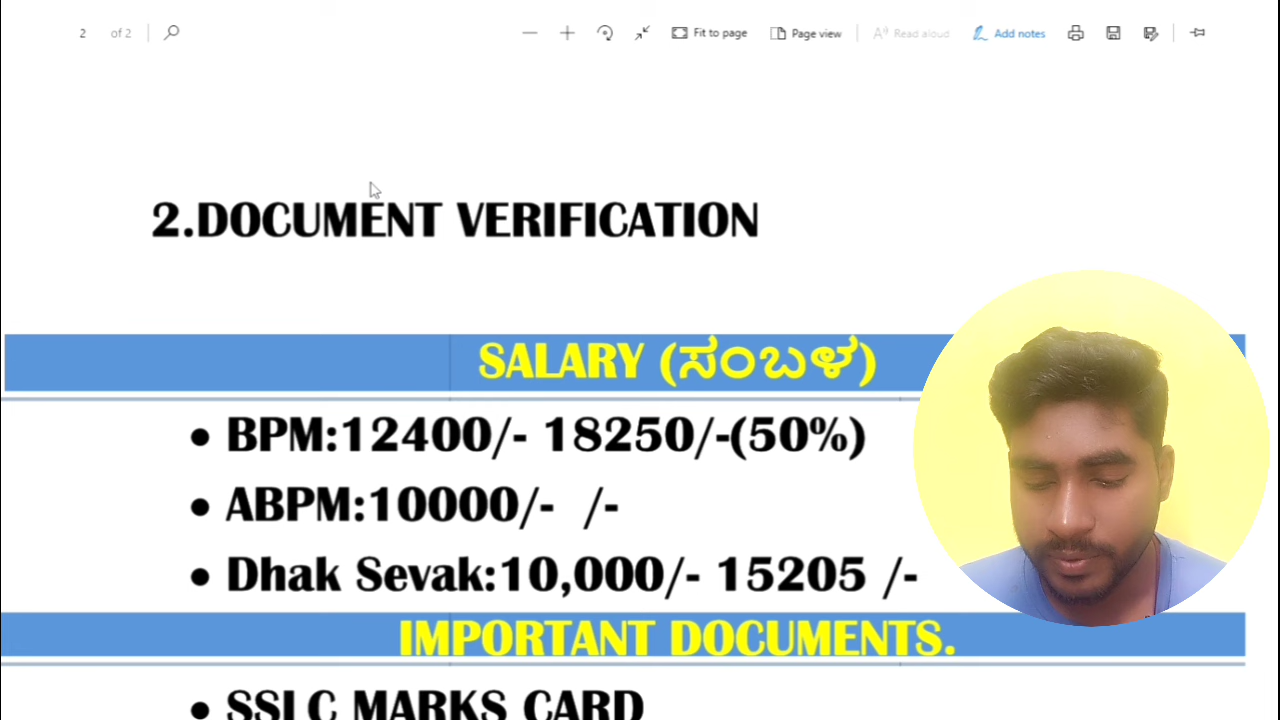 2 of 2 Fit to page Page view Read aloud Add notes
2.DOCUMENT VERIFICATION
SALARY (ಸಂಬಳ)
• BPM:12400/- 18250/-(50%)
• ABPM:10000/- /-
• Dhak Sevak:10,000/- 15205 /-
IMPORTANT DOCUMENTS.
• SSLC MARKS CARD